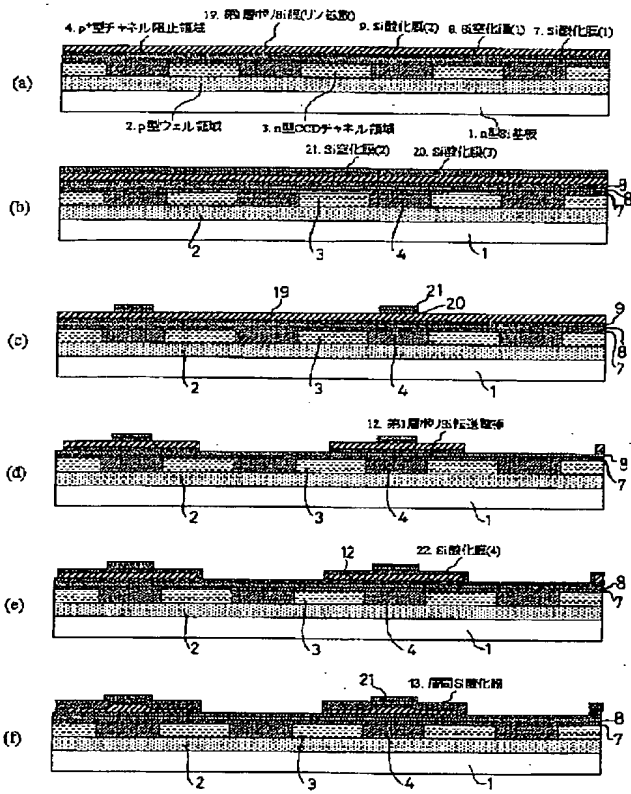 4. p⁺型チャネル阻止領域
19. 第1層ポリSi膜(リン拡散)
9. Si酸化膜(2)
8. Si窒化膜(1)
7. Si酸化膜(1)
(a)
2. p型ウェル領域
3. n型CCDチャネル領域
1. n型Si基板
21. Si窒化膜(2)
20. Si酸化膜(3)
(b)
9
8
7
2
3
4
1
19
21
20
(c)
9
8
7
2
3
4
1
12. 第1層ポリSi転送電極
(d)
9
7
2
3
4
1
12
22. Si酸化膜(4)
(e)
8
7
2
3
4
1
21
13. 層間Si酸化膜
(f)
8
7
2
3
4
1